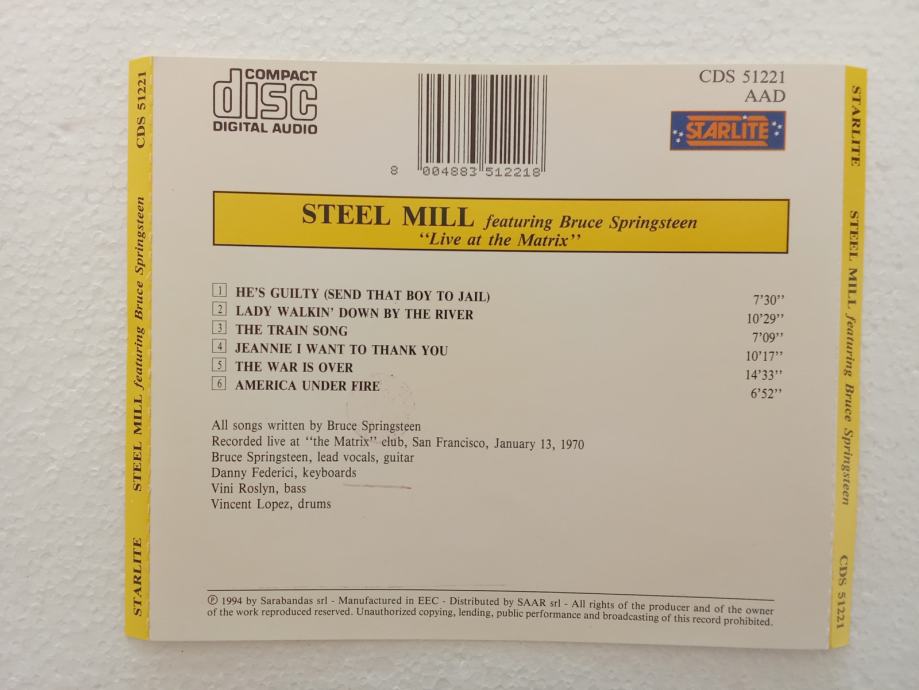 COMPACT
disc
DIGITAL AUDIO
8 004883 512218
CDS 51221
AAD
STARLITE
STEEL MILL featuring Bruce Springsteen
“Live at the Matrix”
1 HE'S GUILTY (SEND THAT BOY TO JAIL) 7'30''
2 LADY WALKIN' DOWN BY THE RIVER 10'29''
3 THE TRAIN SONG 7'09''
4 JEANNIE I WANT TO THANK YOU 10'17''
5 THE WAR IS OVER 14'33''
6 AMERICA UNDER FIRE 6'52''
All songs written by Bruce Springsteen
Recorded live at “the Matrix” club, San Francisco, January 13, 1970
Bruce Springsteen, lead vocals, guitar
Danny Federici, keyboards
Vini Roslyn, bass
Vincent Lopez, drums
℗ 1994 by Sarabandas srl - Manufactured in EEC - Distributed by SAAR srl - All rights of the producer and of the owner
of the work reproduced reserved. Unauthorized copying, lending, public performance and broadcasting of this record prohibited.
STARLITE STEEL MILL featuring Bruce Springsteen CDS 51221
STARLITE STEEL MILL featuring Bruce Springsteen CDS 51221